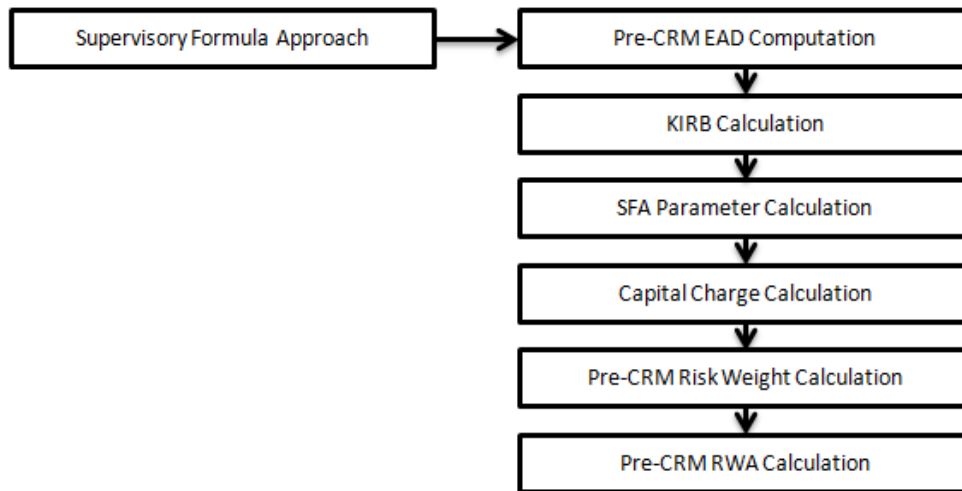 Supervisory Formula Approach
Pre-CRM EAD Computation
KIRB Calculation
SFA Parameter Calculation
Capital Charge Calculation
Pre-CRM Risk Weight Calculation
Pre-CRM RWA Calculation